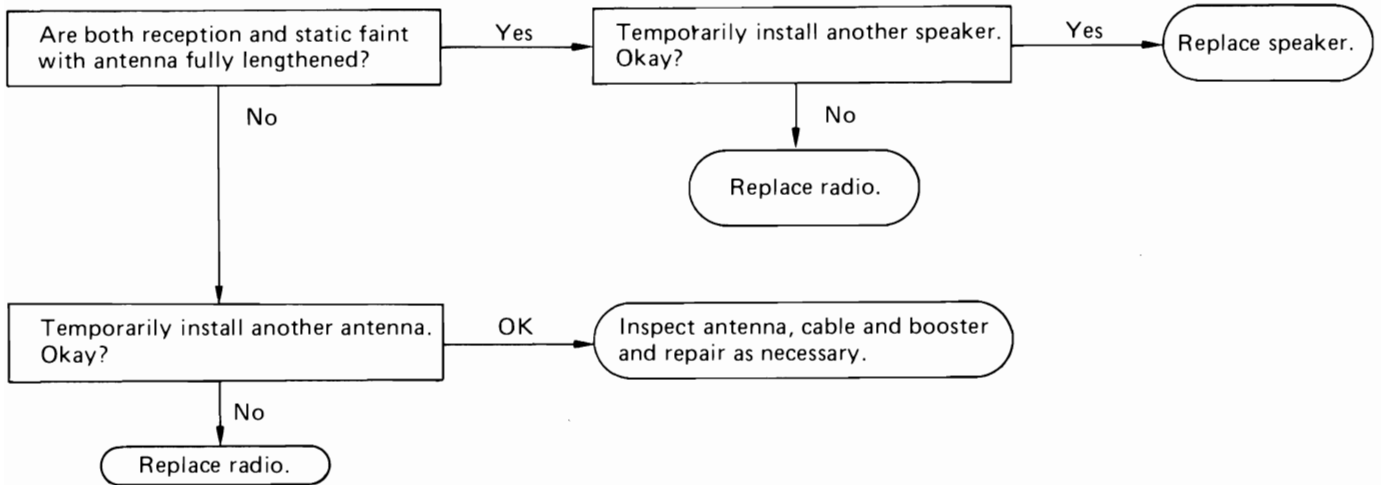 Are both reception and static faint
with antenna fully lengthened?
Yes
Temporarily install another speaker.
Okay?
Yes
Replace speaker.
No
No
Replace radio.
Temporarily install another antenna.
Okay?
OK
Inspect antenna, cable and booster
and repair as necessary.
No
Replace radio.